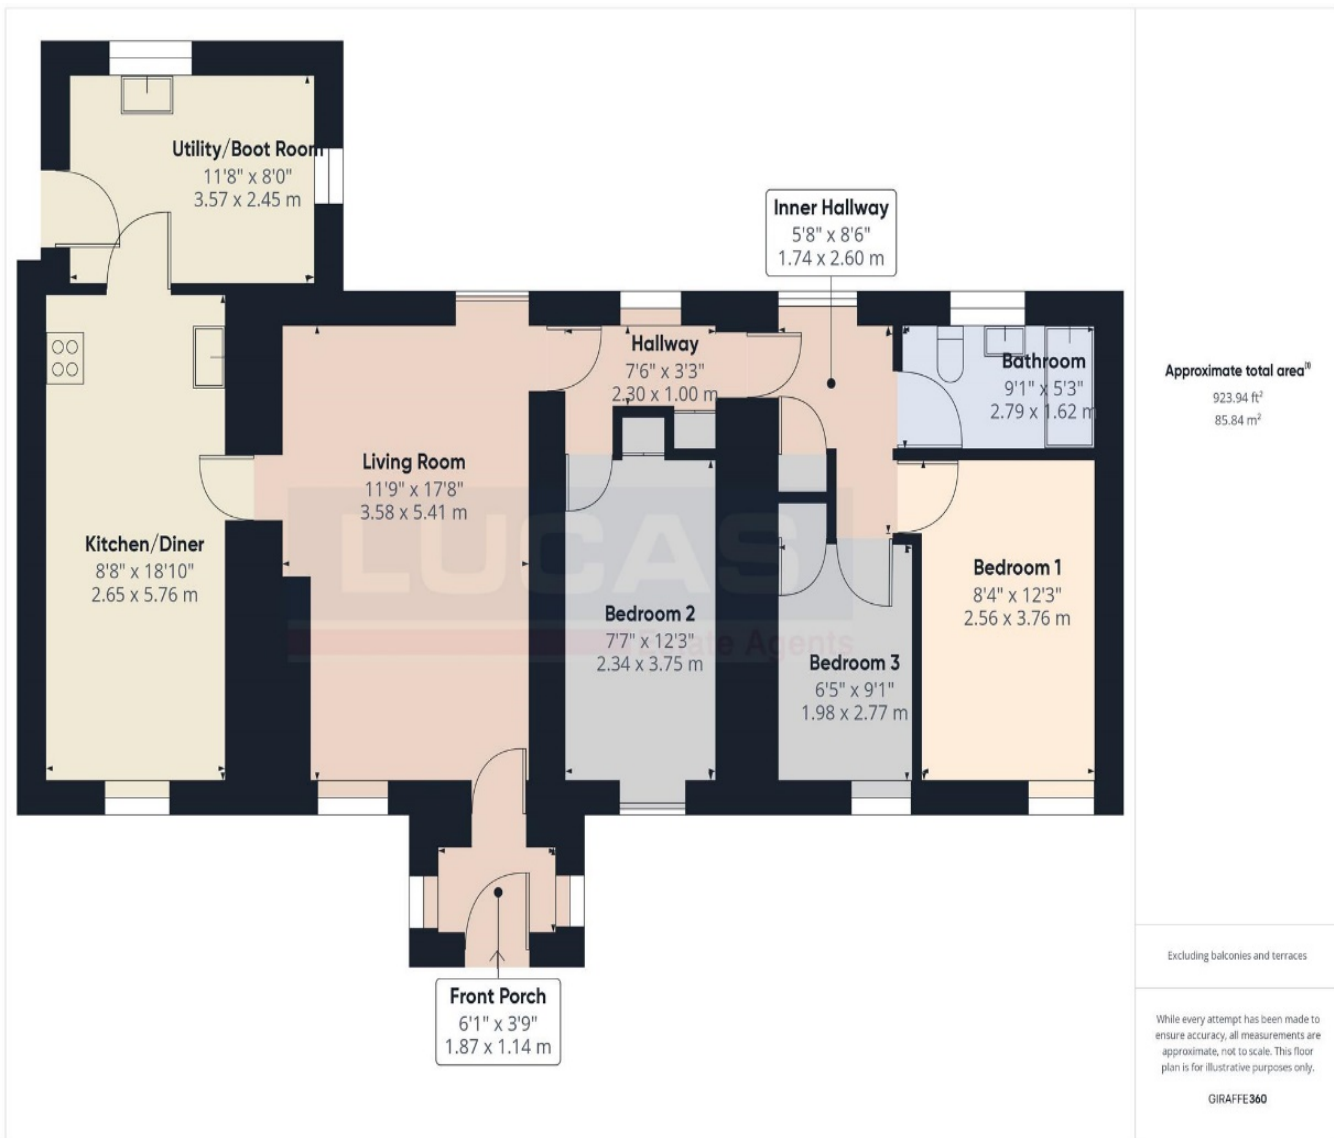 Utility/Boot Room
11'8" x 8'0"
3.57 x 2.45 m
Inner Hallway
5'8" x 8'6"
1.74 x 2.60 m
Hallway
7'6" x 3'3"
2.30 x 1.00 m
Bathroom
9'1" x 5'3"
2.79 x 1.62 m
Living Room
11'9" x 17'8"
3.58 x 5.41 m
Kitchen/Diner
8'8" x 18'10"
2.65 x 5.76 m
LUCAS
Estate Agents
Bedroom 1
8'4" x 12'3"
2.56 x 3.76 m
Bedroom 2
7'7" x 12'3"
2.34 x 3.75 m
Bedroom 3
6'5" x 9'1"
1.98 x 2.77 m
Front Porch
6'1" x 3'9"
1.87 x 1.14 m
Approximate total area⁽¹⁾
923.94 ft²
85.84 m²
Excluding balconies and terraces
While every attempt has been made to
ensure accuracy, all measurements are
approximate, not to scale. This floor
plan is for illustrative purposes only.
GIRAFFE360